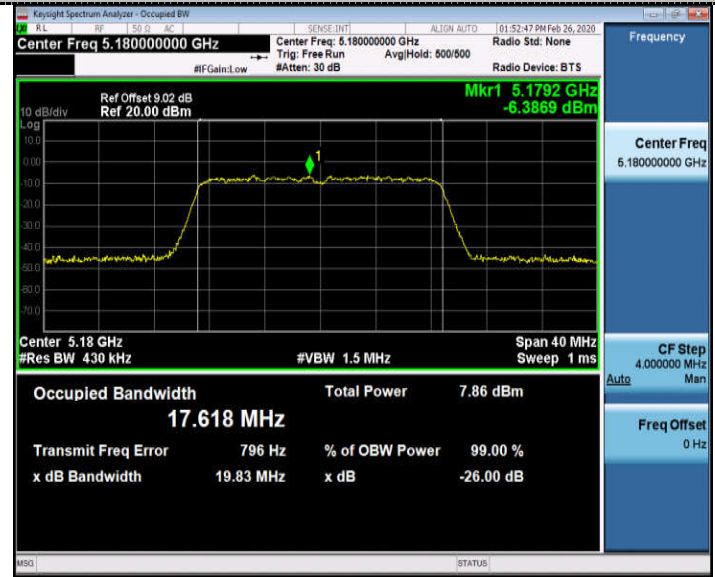 Keysight Spectrum Analyzer - Occupied BW
RL RF 50 Ω AC SENSE:INT ALIGN AUTO 01:52:47 PM Feb 26, 2020
Center Freq 5.180000000 GHz
Center Freq: 5.180000000 GHz Radio Std: None
Trig: Free Run Avg|Hold: 500/500
#IFGain:Low #Atten: 30 dB Radio Device: BTS
Frequency
Mkr1 5.1792 GHz
-6.3869 dBm
Ref Offset 9.02 dB
10 dB/div Ref 20.00 dBm
Log
10.0
0.00
-10.0
-20.0
-30.0
-40.0
-50.0
-60.0
-70.0
1
Center 5.18 GHz Span 40 MHz
#Res BW 430 kHz #VBW 1.5 MHz Sweep 1 ms
Occupied Bandwidth Total Power 7.86 dBm
17.618 MHz
Transmit Freq Error 796 Hz % of OBW Power 99.00 %
x dB Bandwidth 19.83 MHz x dB -26.00 dB
Center Freq
5.180000000 GHz
CF Step
4.000000 MHz
Auto Man
Freq Offset
0 Hz
MSG STATUS